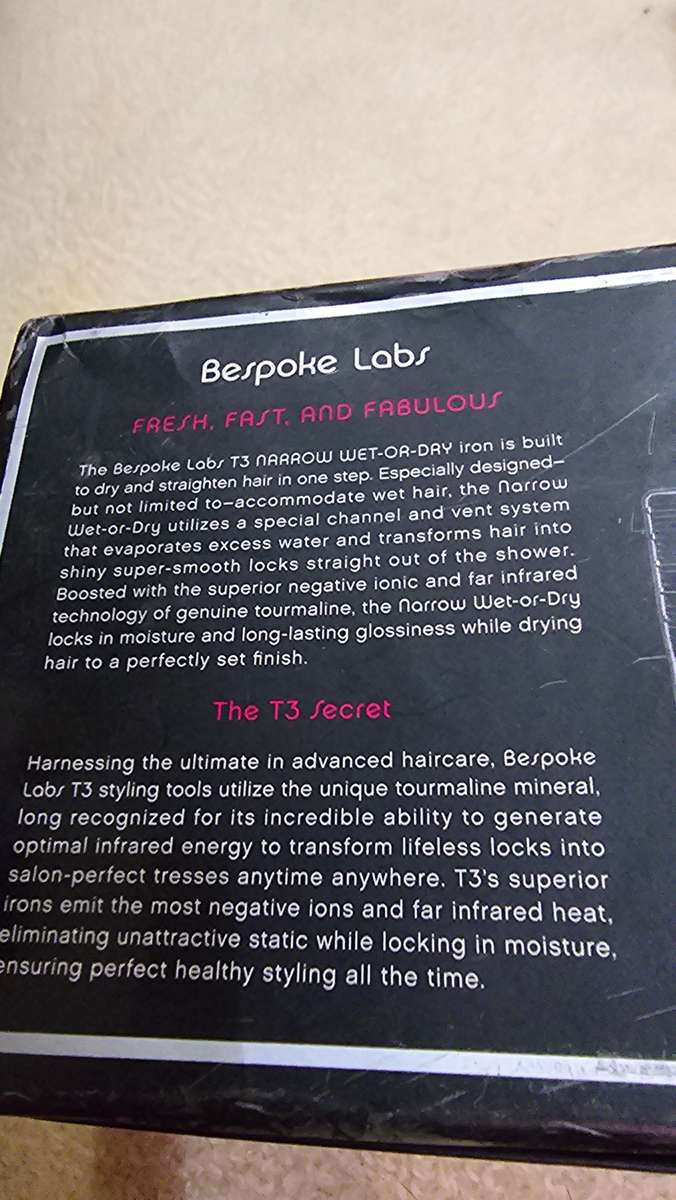 Bespoke Labs
FRESH, FAST, AND FABULOUS
The Bespoke Labs T3 NARROW WET-OR-DRY iron is built
to dry and straighten hair in one step. Especially designed—
but not limited to—accommodate wet hair, the Narrow
Wet-or-Dry utilizes a special channel and vent system
that evaporates excess water and transforms hair into
shiny super-smooth locks straight out of the shower.
Boosted with the superior negative ionic and far infrared
technology of genuine tourmaline, the Narrow Wet-or-Dry
locks in moisture and long-lasting glossiness while drying
hair to a perfectly set finish.
The T3 Secret
Harnessing the ultimate in advanced haircare, Bespoke
Labs T3 styling tools utilize the unique tourmaline mineral,
long recognized for its incredible ability to generate
optimal infrared energy to transform lifeless locks into
salon-perfect tresses anytime anywhere. T3's superior
irons emit the most negative ions and far infrared heat,
eliminating unattractive static while locking in moisture,
ensuring perfect healthy styling all the time.